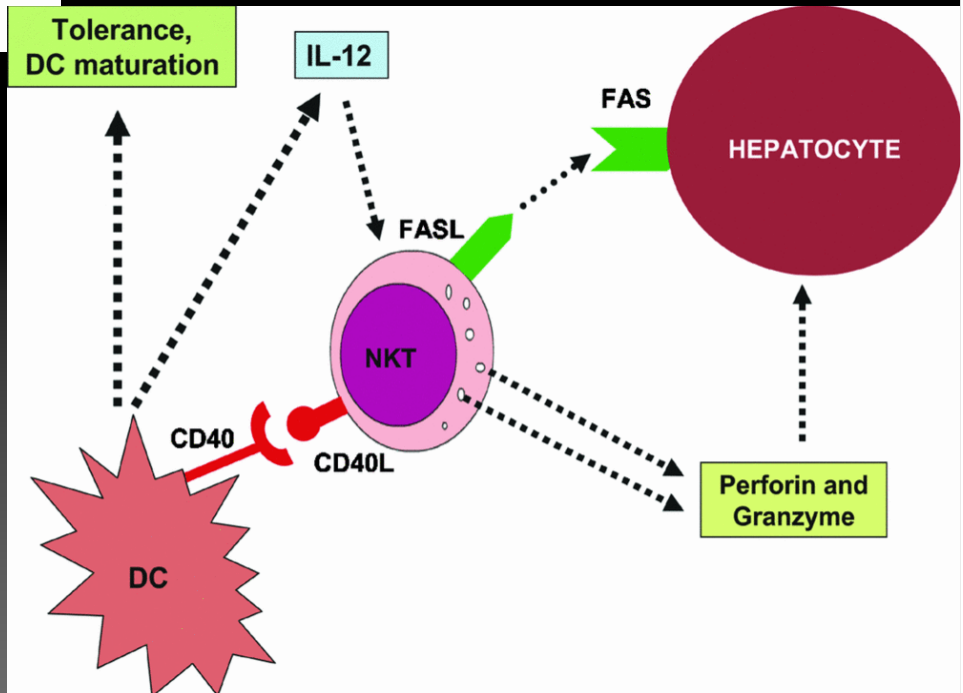 Tolerance,
DC maturation
IL-12
FAS
HEPATOCYTE
FASL
NKT
CD40
CD40L
Perforin and
Granzyme
DC